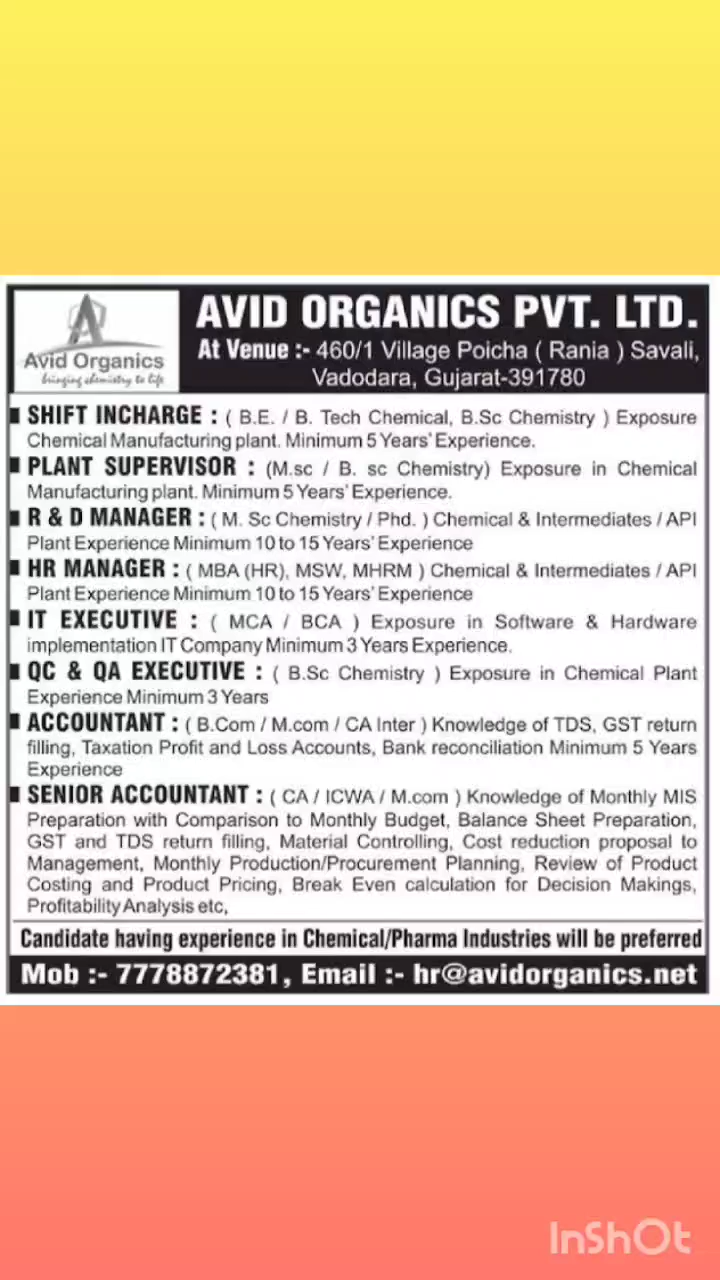 Avid Organics
bringing chemistry to life
AVID ORGANICS PVT. LTD.
At Venue :- 460/1 Village Poicha ( Rania ) Savali,
Vadodara, Gujarat-391780
SHIFT INCHARGE : ( B.E. / B. Tech Chemical, B.Sc Chemistry ) Exposure
Chemical Manufacturing plant. Minimum 5 Years' Experience.
PLANT SUPERVISOR : (M.sc / B. sc Chemistry) Exposure in Chemical
Manufacturing plant. Minimum 5 Years' Experience.
R & D MANAGER : ( M. Sc Chemistry / Phd. ) Chemical & Intermediates / API
Plant Experience Minimum 10 to 15 Years' Experience
HR MANAGER : ( MBA (HR), MSW, MHRM ) Chemical & Intermediates / API
Plant Experience Minimum 10 to 15 Years' Experience
IT EXECUTIVE : ( MCA / BCA ) Exposure in Software & Hardware
implementation IT Company Minimum 3 Years Experience.
QC & QA EXECUTIVE : ( B.Sc Chemistry ) Exposure in Chemical Plant
Experience Minimum 3 Years
ACCOUNTANT : ( B.Com / M.com / CA Inter ) Knowledge of TDS, GST return
filling, Taxation Profit and Loss Accounts, Bank reconciliation Minimum 5 Years
Experience
SENIOR ACCOUNTANT : ( CA / ICWA / M.com ) Knowledge of Monthly MIS
Preparation with Comparison to Monthly Budget, Balance Sheet Preparation,
GST and TDS return filling, Material Controlling, Cost reduction proposal to
Management, Monthly Production/Procurement Planning, Review of Product
Costing and Product Pricing, Break Even calculation for Decision Makings,
Profitability Analysis etc,
Candidate having experience in Chemical/Pharma Industries will be preferred
Mob :- 7778872381, Email :- hr@avidorganics.net
InShOt